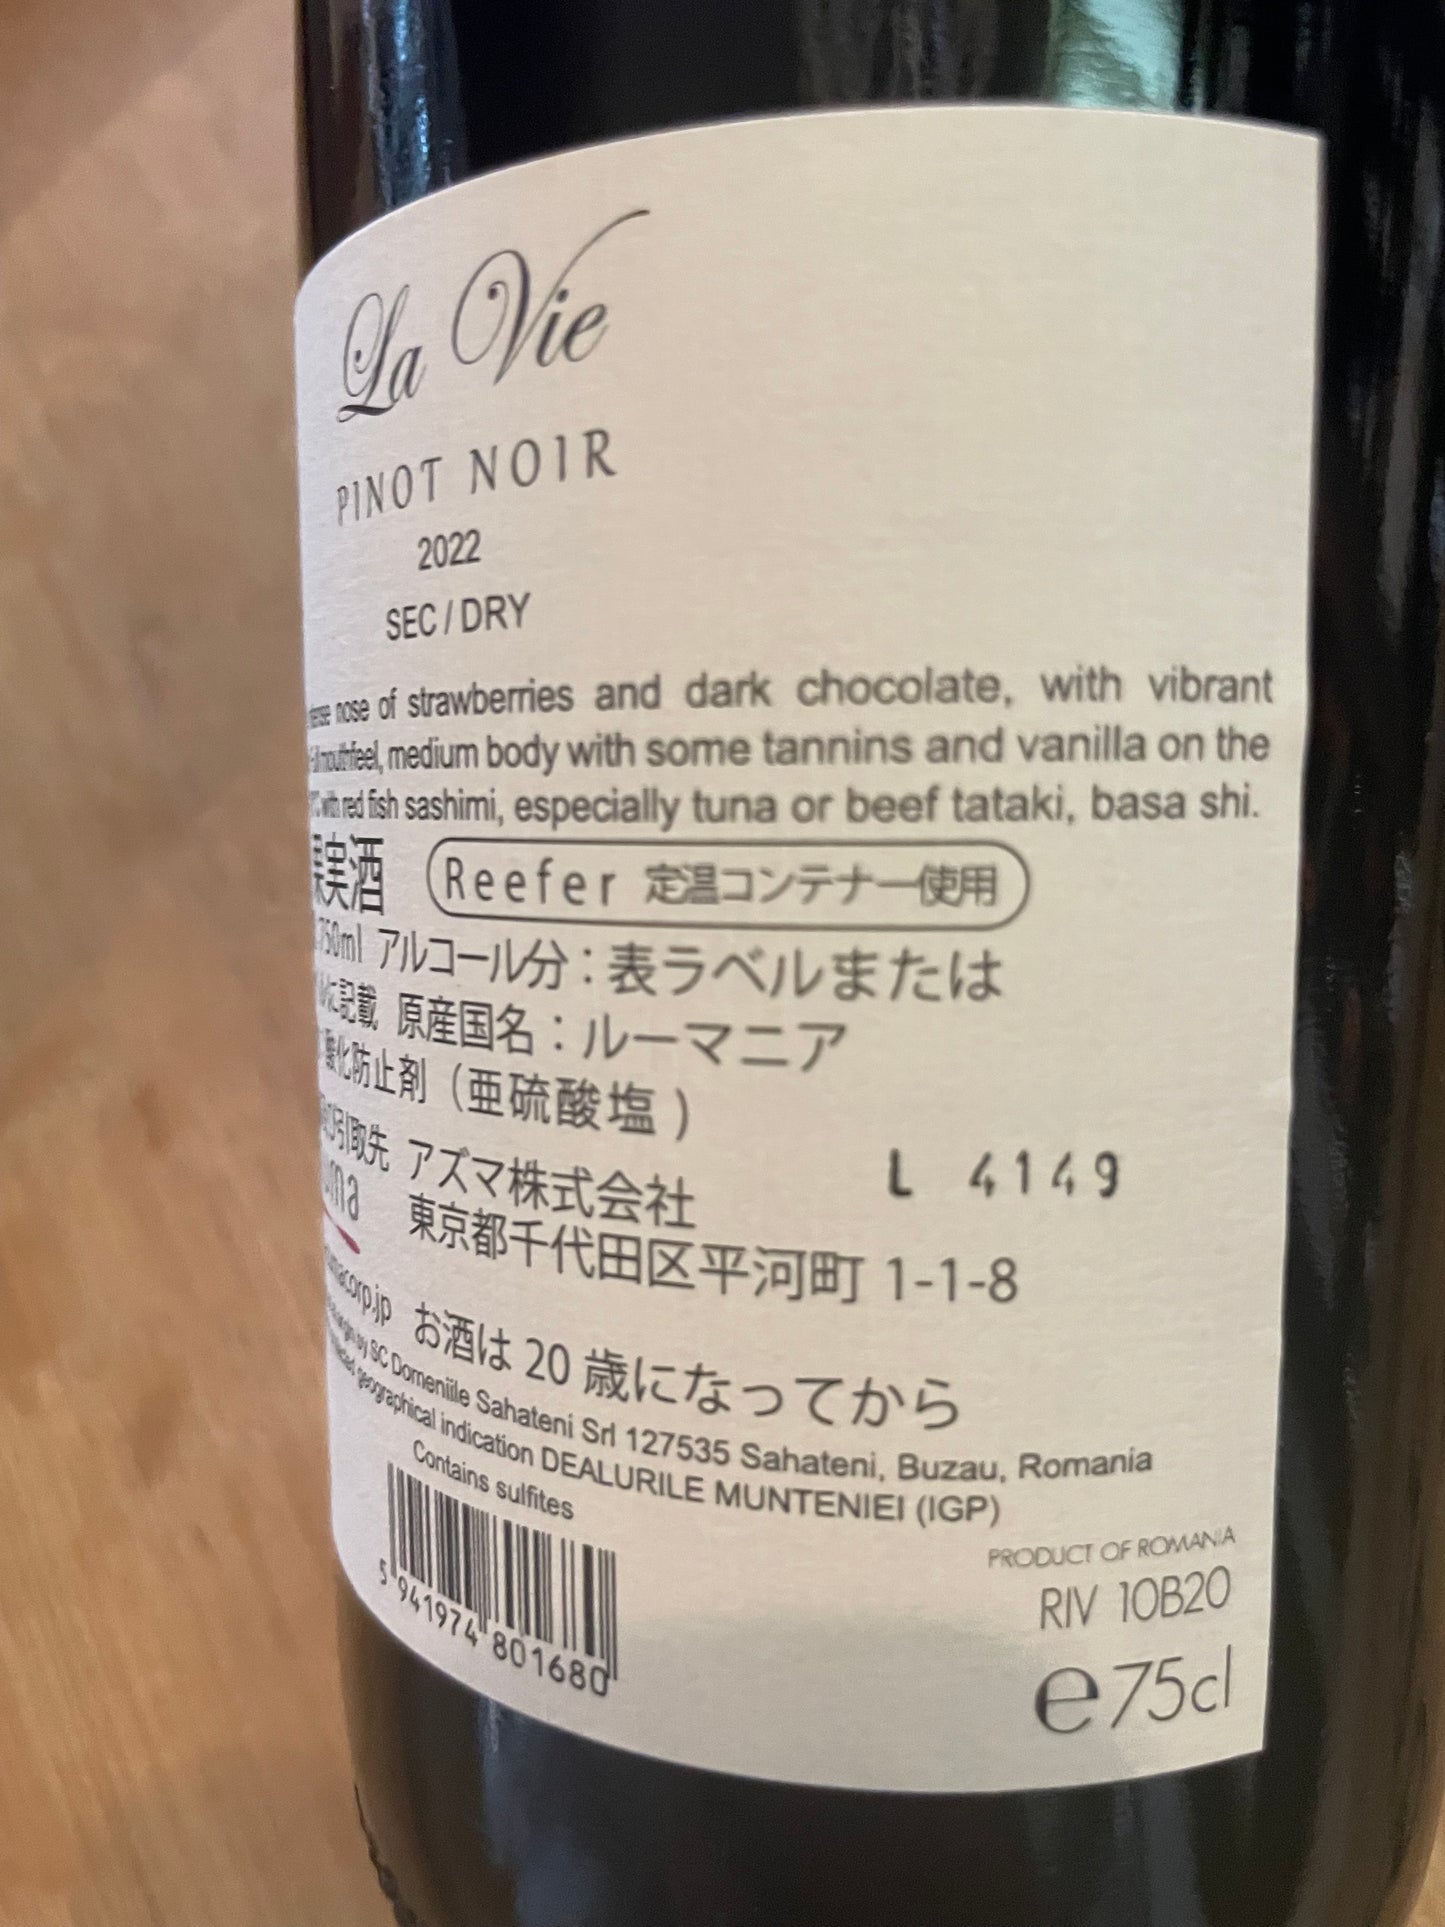 La Vie
PINOT NOIR
2022
SEC / DRY
nose of strawberries and dark chocolate, with vibrant
mouthfeel, medium body with some tannins and vanilla on the
with red fish sashimi, especially tuna or beef tataki, basa shi.
果実酒 Reefer 定温コンテナー使用
750ml アルコール分：表ラベルまたは
に記載 原産国名：ルーマニア
酸化防止剤（亜硫酸塩）
引取先 アズマ株式会社
L 4149
東京都千代田区平河町 1-1-8
お酒は 20 歳になってから
by SC Domeniile Sahateni Srl 127535 Sahateni, Buzau, Romania
geographical indication DEALURILE MUNTENIEI (IGP)
Contains sulfites
5 941974 801680
PRODUCT OF ROMANIA
RIV 10B20
e 75cl